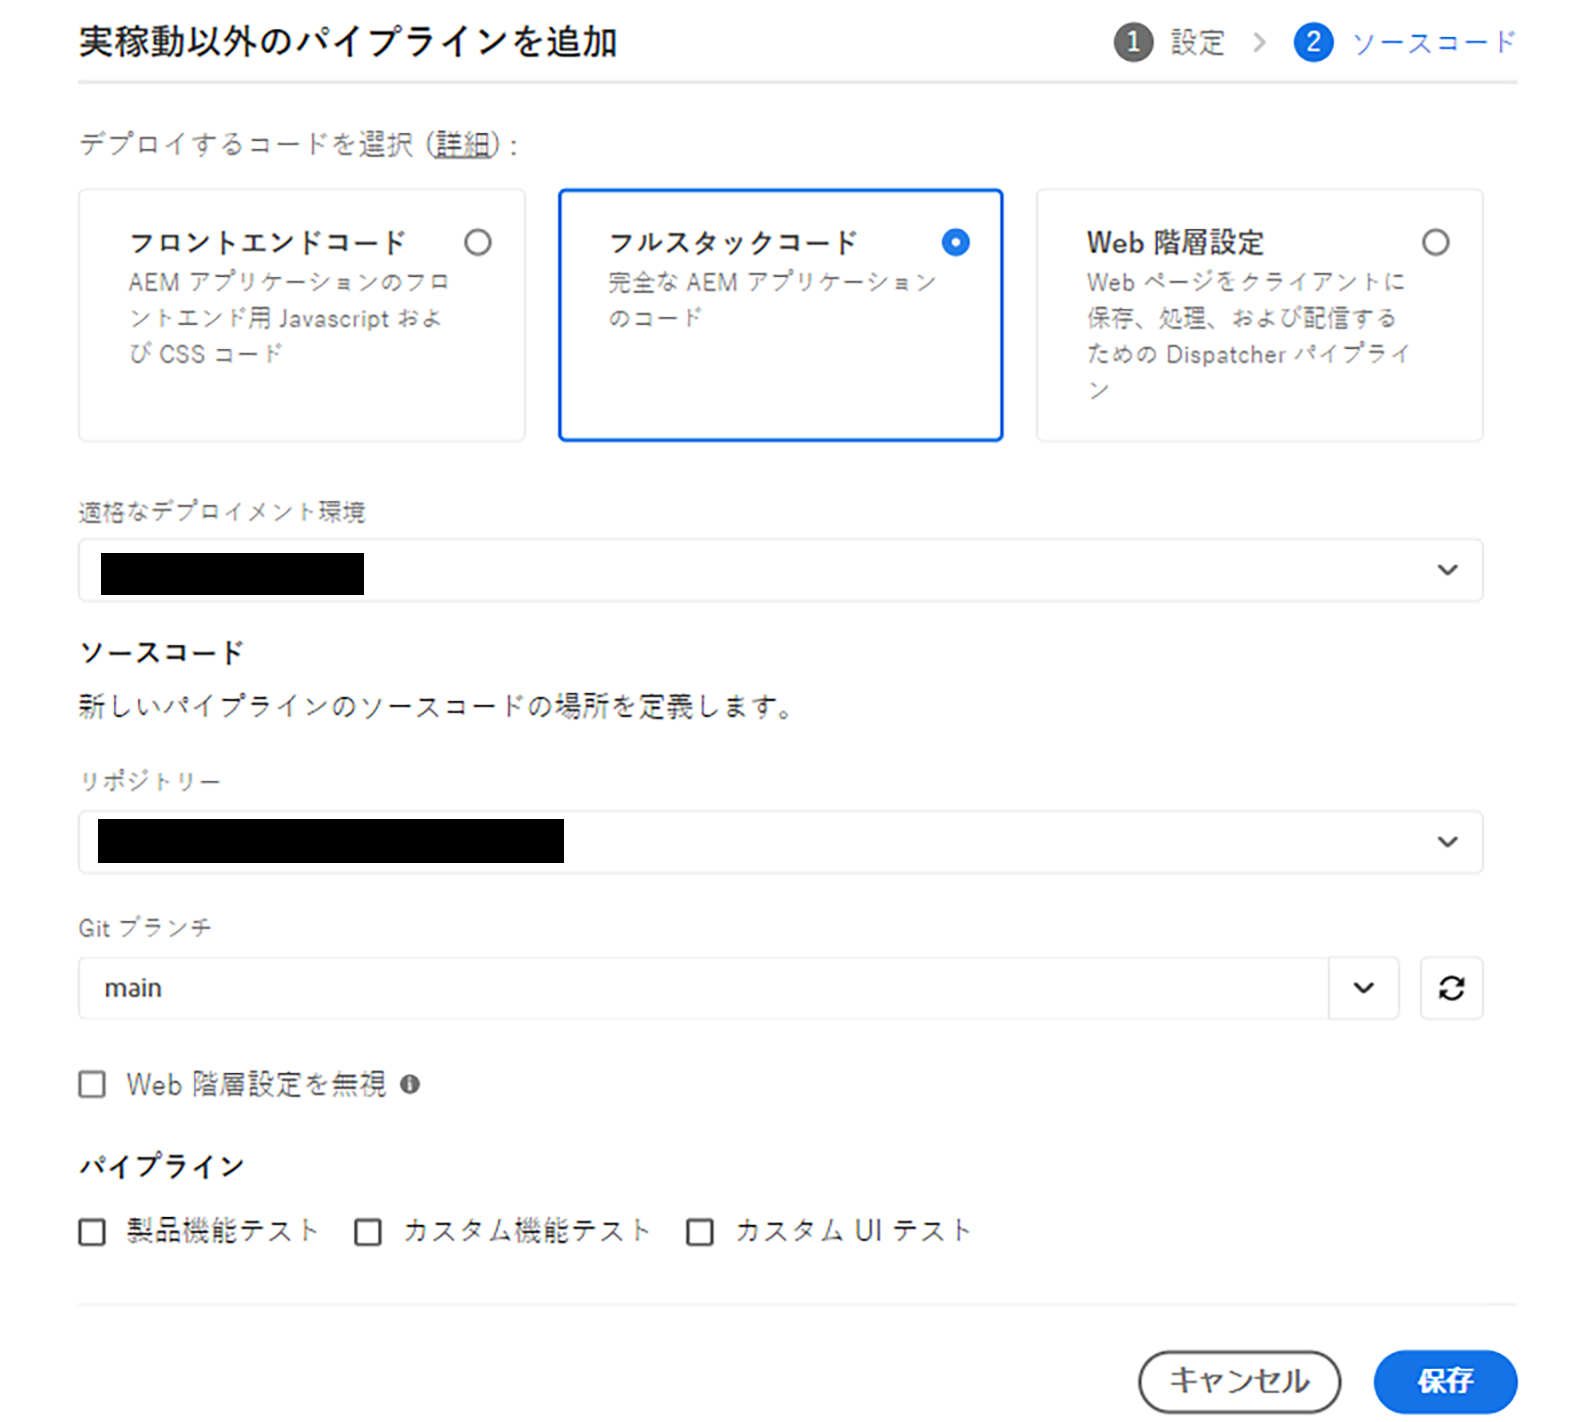 実稼動以外のパイプラインを追加
1 設定 > 2 ソースコード
デプロイするコードを選択 (詳細) :
フロントエンドコード
AEM アプリケーションのフロ
ントエンド用 Javascript およ
び CSS コード
フルスタックコード
完全な AEM アプリケーション
のコード
Web 階層設定
Web ページをクライアントに
保存、処理、および配信する
ための Dispatcher パイプライ
ン
適格なデプロイメント環境
ソースコード
新しいパイプラインのソースコードの場所を定義します。
リポジトリー
Git ブランチ
main
Web 階層設定を無視
パイプライン
製品機能テスト カスタム機能テスト カスタム UI テスト
キャンセル 保存